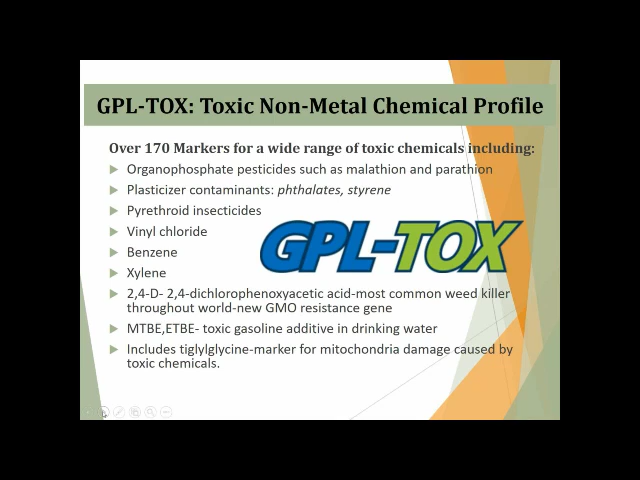 GPL-TOX: Toxic Non-Metal Chemical Profile
Over 170 Markers for a wide range of toxic chemicals including:
Organophosphate pesticides such as malathion and parathion
Plasticizer contaminants: phthalates, styrene
Pyrethroid insecticides
Vinyl chloride
GPL-TOX
Benzene
Xylene
2,4-D- 2,4-dichlorophenoxyacetic acid-most common weed killer
throughout world-new GMO resistance gene
MTBE,ETBE- toxic gasoline additive in drinking water
Includes tiglylglycine-marker for mitochondria damage caused by
toxic chemicals.